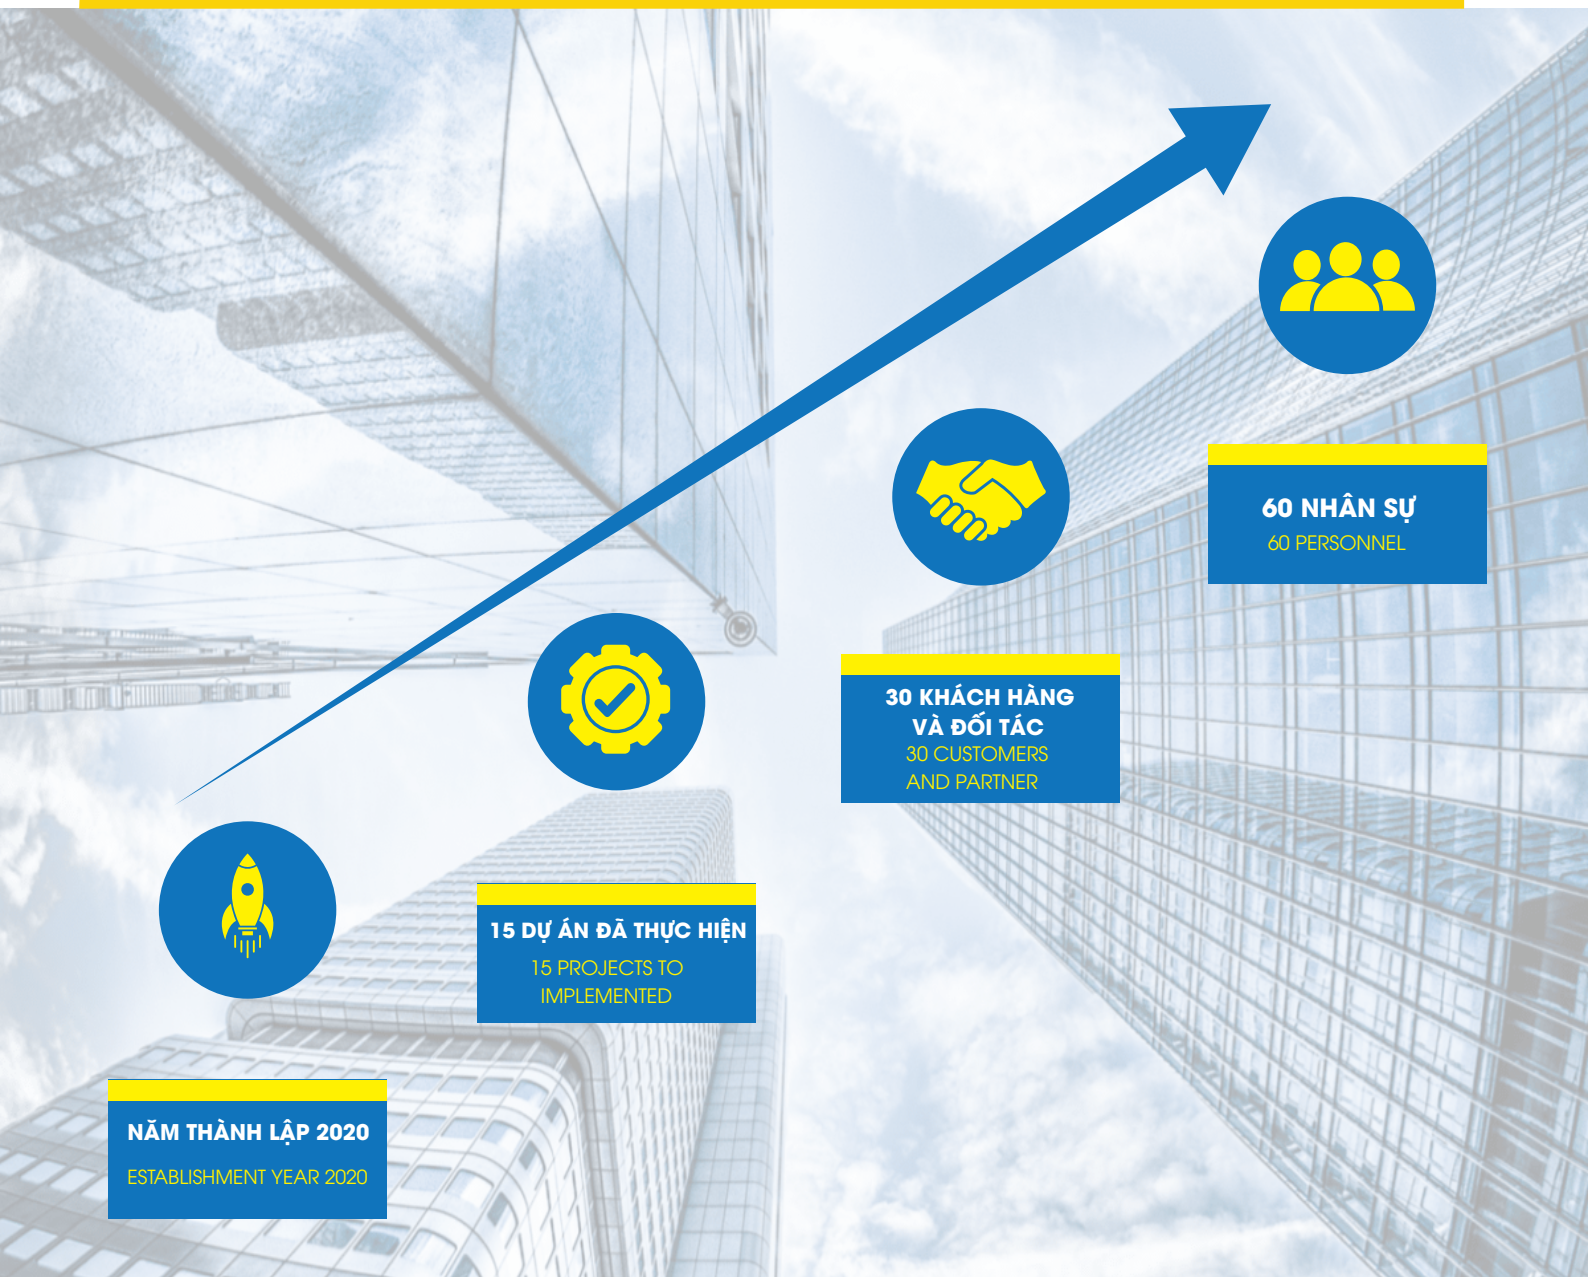 60 NHÂN SỰ
60 PERSONNEL
30 KHÁCH HÀNG
VÀ ĐỐI TÁC
30 CUSTOMERS
AND PARTNER
15 DỰ ÁN ĐÃ THỰC HIỆN
15 PROJECTS TO
IMPLEMENTED
NĂM THÀNH LẬP 2020
ESTABLISHMENT YEAR 2020